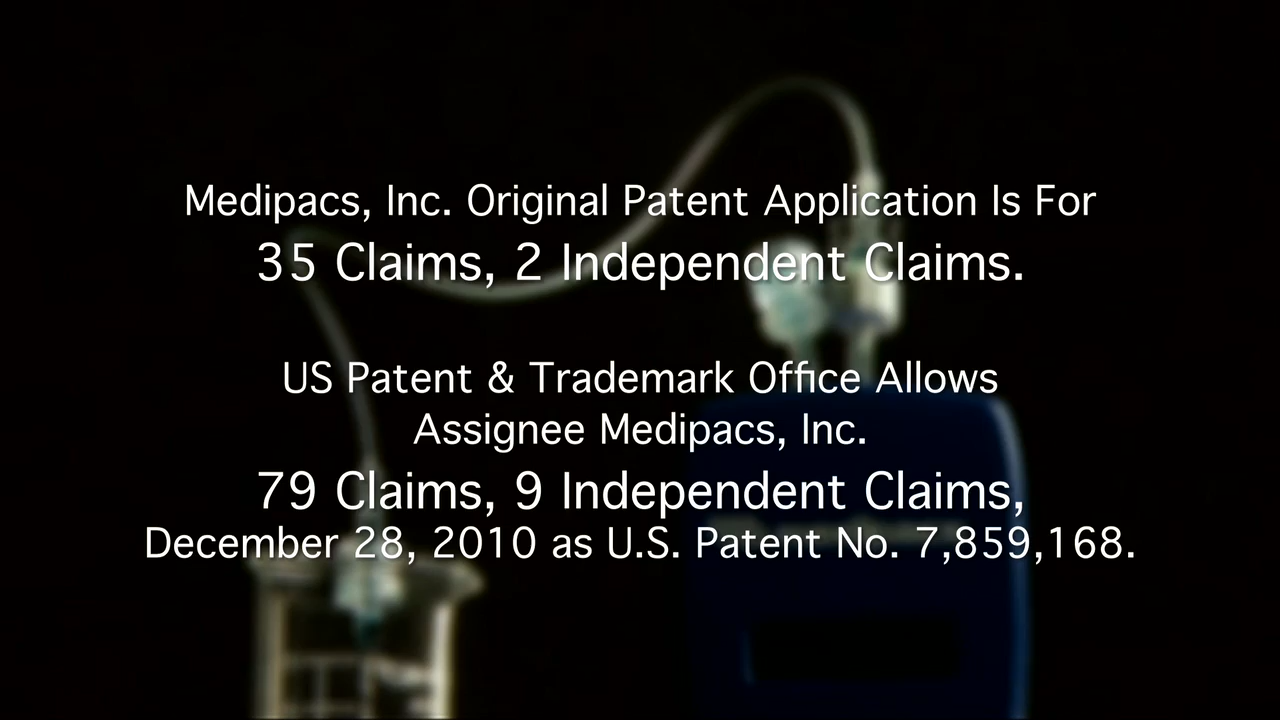 Medipacs, Inc. Original Patent Application Is For
35 Claims, 2 Independent Claims.
US Patent & Trademark Office Allows
Assignee Medipacs, Inc.
79 Claims, 9 Independent Claims,
December 28, 2010 as U.S. Patent No. 7,859,168.